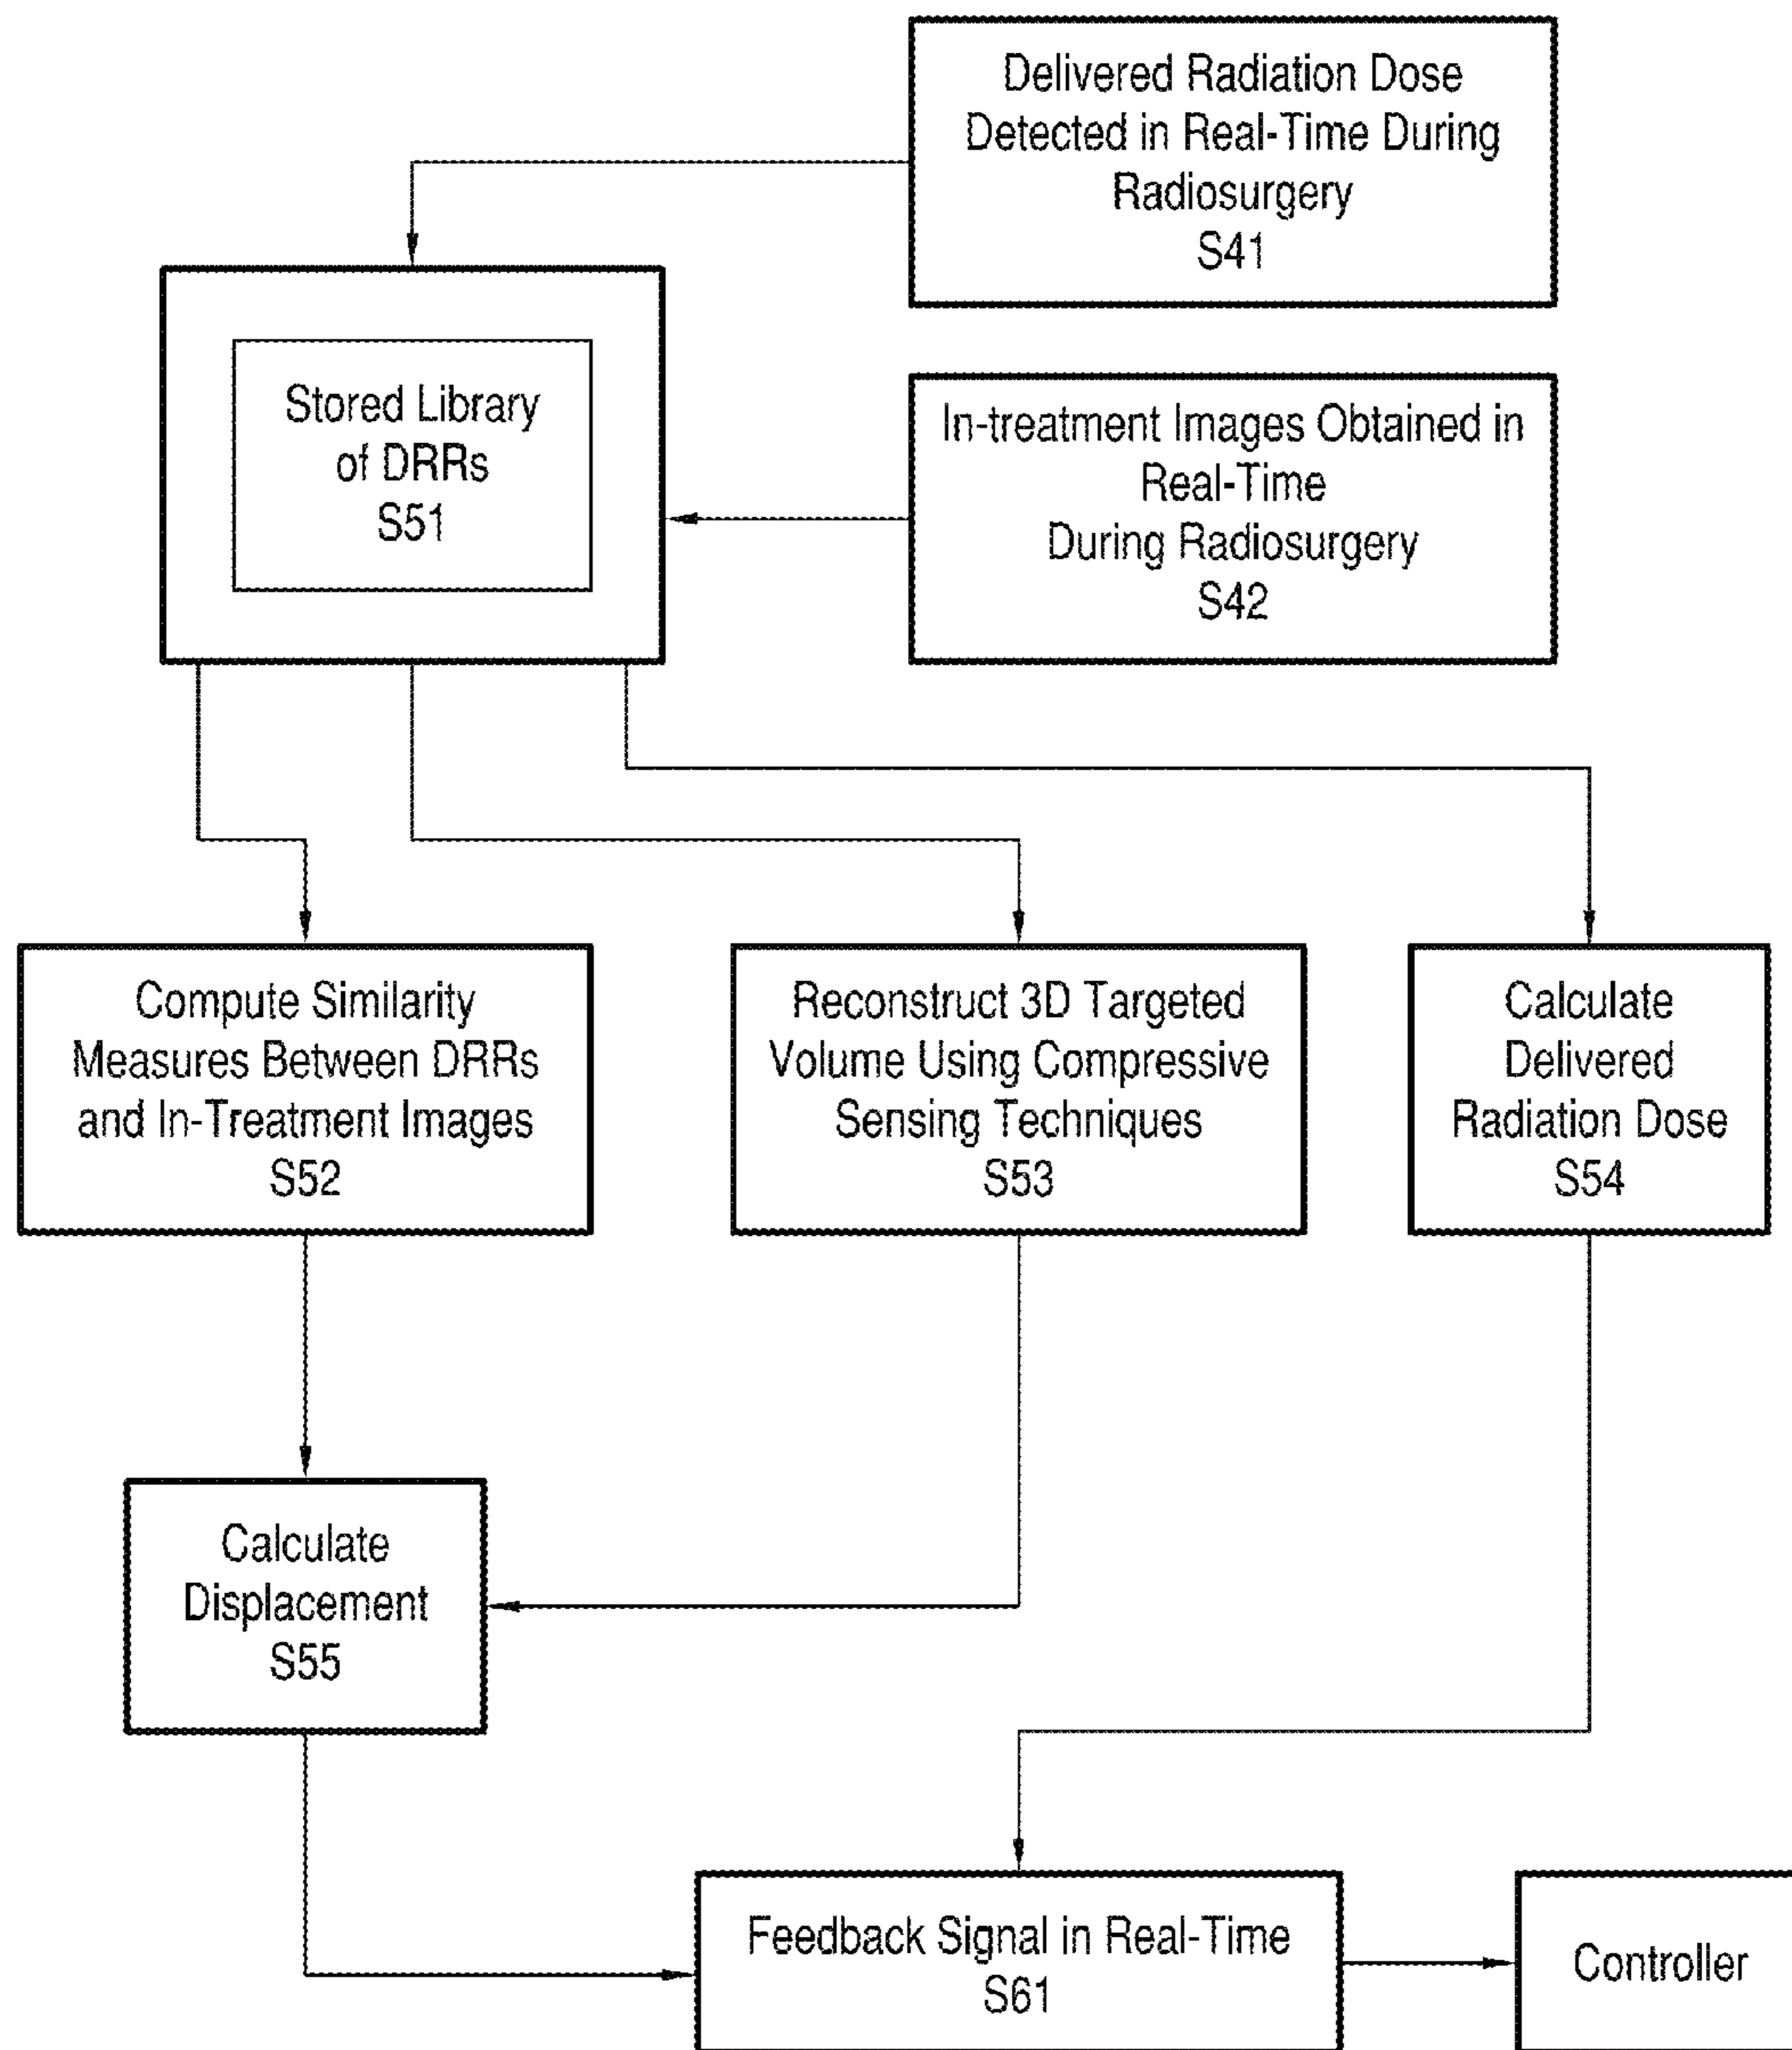 Delivered Radiation Dose
Detected in Real-Time During
Radiosurgery
S41
Stored Library
of DRRs
S51
In-treatment Images Obtained in
Real-Time
During Radiosurgery
S42
Compute Similarity
Measures Between DRRs
and In-Treatment Images
S52
Reconstruct 3D Targeted
Volume Using Compressive
Sensing Techniques
S53
Calculate
Delivered
Radiation Dose
S54
Calculate
Displacement
S55
Feedback Signal in Real-Time
S61
Controller